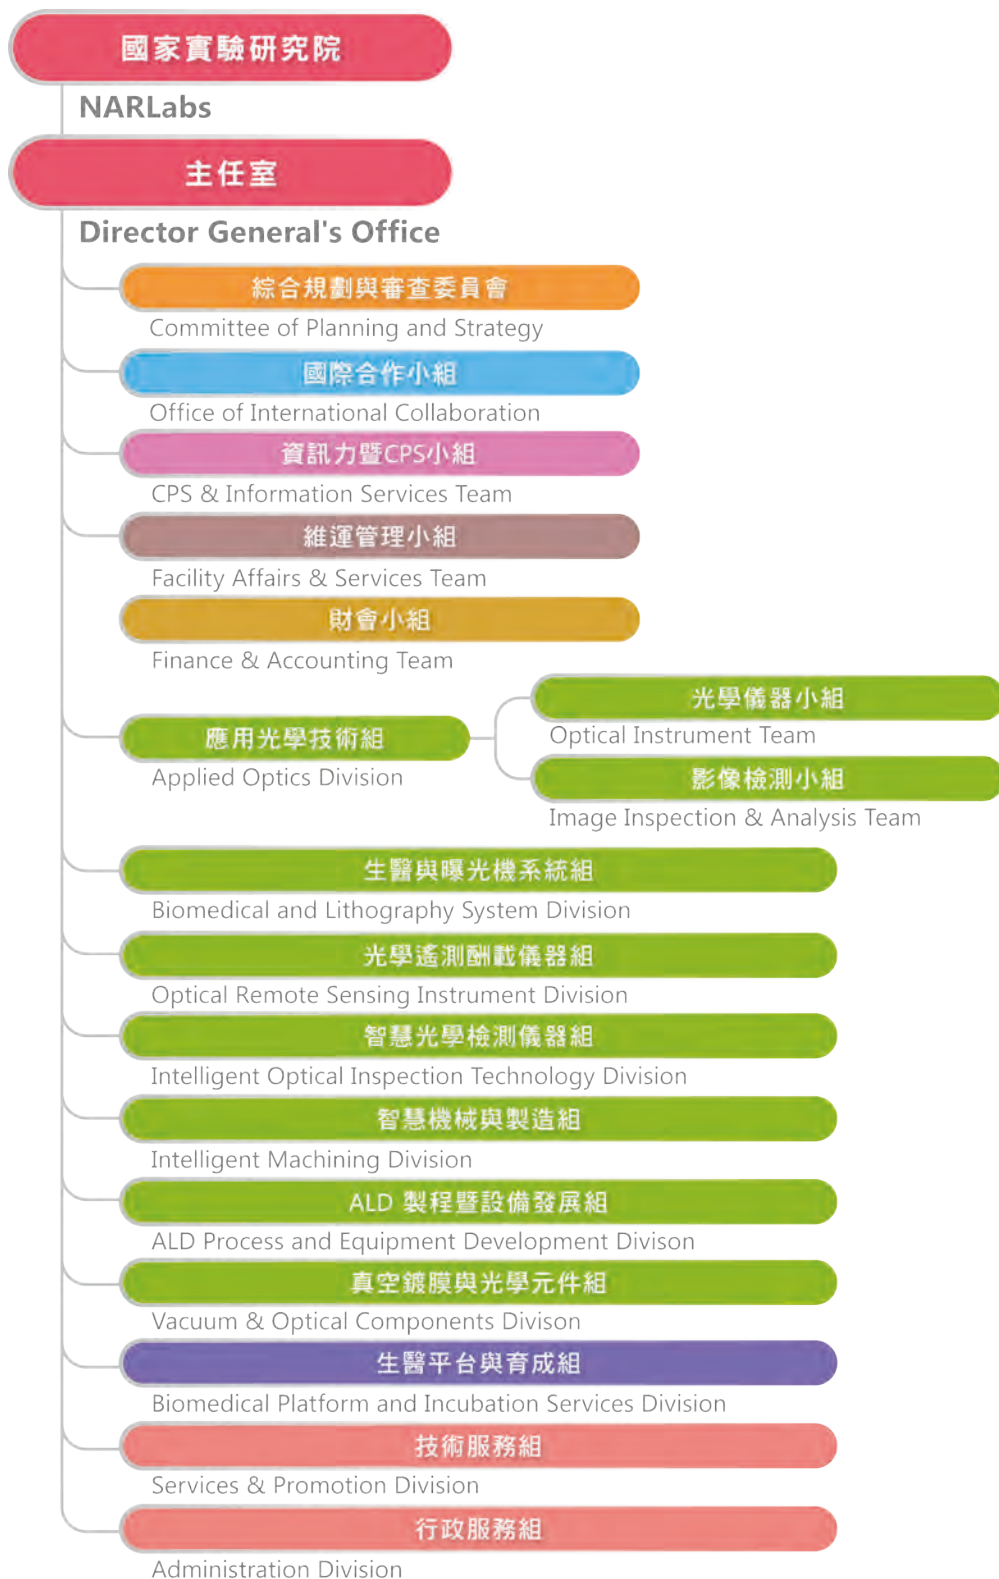 國家實驗研究院
NARLabs
主任室
Director General's Office
綜合規劃與審查委員會
Committee of Planning and Strategy
國際合作小組
Office of International Collaboration
資訊力暨CPS小組
CPS & Information Services Team
維運管理小組
Facility Affairs & Services Team
財會小組
Finance & Accounting Team
應用光學技術組
Applied Optics Division
光學儀器小組
Optical Instrument Team
影像檢測小組
Image Inspection & Analysis Team
生醫與曝光機系統組
Biomedical and Lithography System Division
光學遙測酬載儀器組
Optical Remote Sensing Instrument Division
智慧光學檢測儀器組
Intelligent Optical Inspection Technology Division
智慧機械與製造組
Intelligent Machining Division
ALD 製程暨設備發展組
ALD Process and Equipment Development Divison
真空鍍膜與光學元件組
Vacuum & Optical Components Divison
生醫平台與育成組
Biomedical Platform and Incubation Services Division
技術服務組
Services & Promotion Division
行政服務組
Administration Division